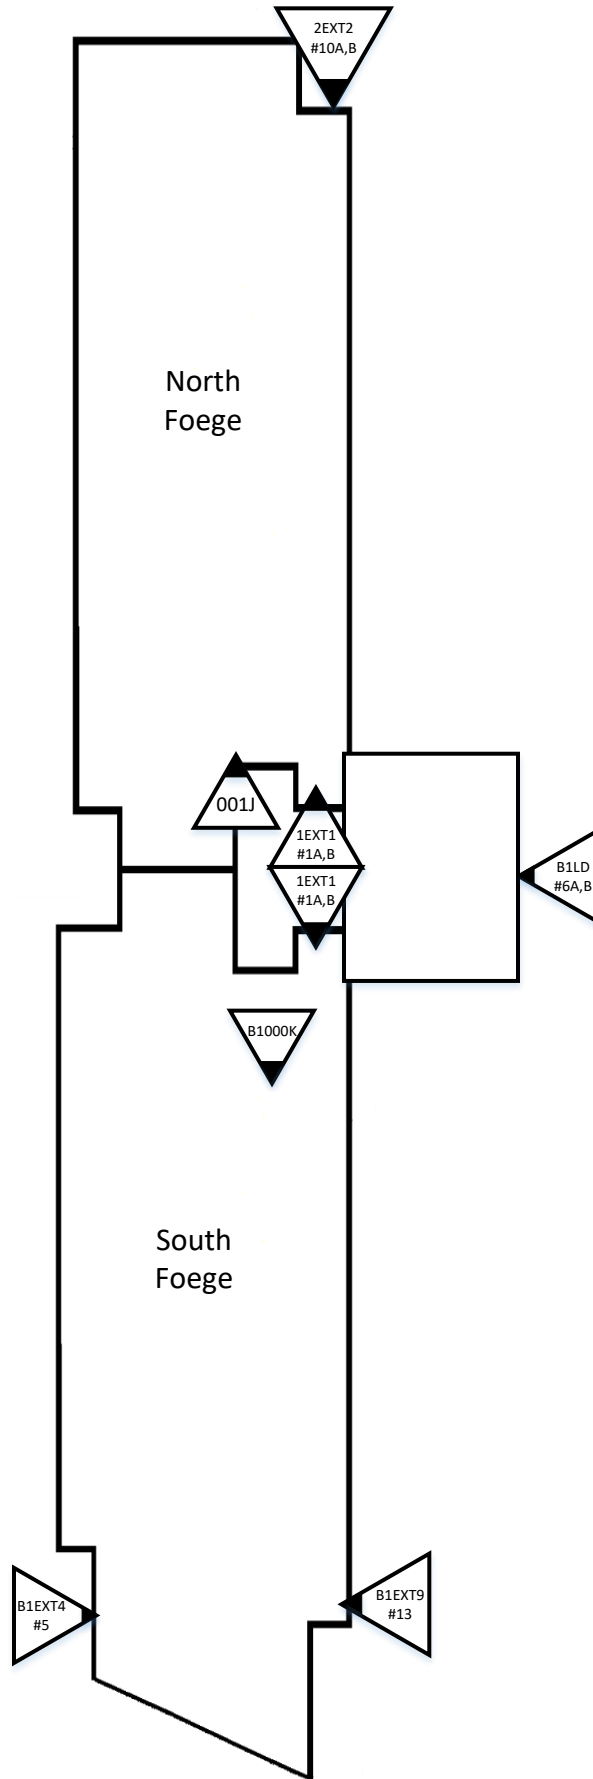 2EXT2
#10A,B
North
Foege
001J
1EXT1
#1A,B
1EXT1
#1A,B
B1LD
#6A,B
B1000K
South
Foege
B1EXT4
#5
B1EXT9
#13